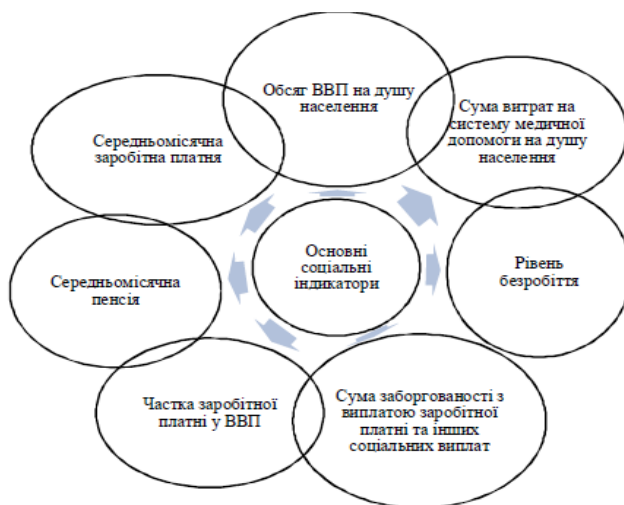 Обсяг ВВП на душу
населення
Сума витрат на
систему медичної
допомоги на душу
населення
Середньомісячна
заробітна платня
Основні
соціальні
індикатори
Рівень
безробіття
Середньомісячна
пенсія
Частка заробітної
платні у ВВП
Сума заборгованості з
виплатою заробітної
платні та інших
соціальних виплат